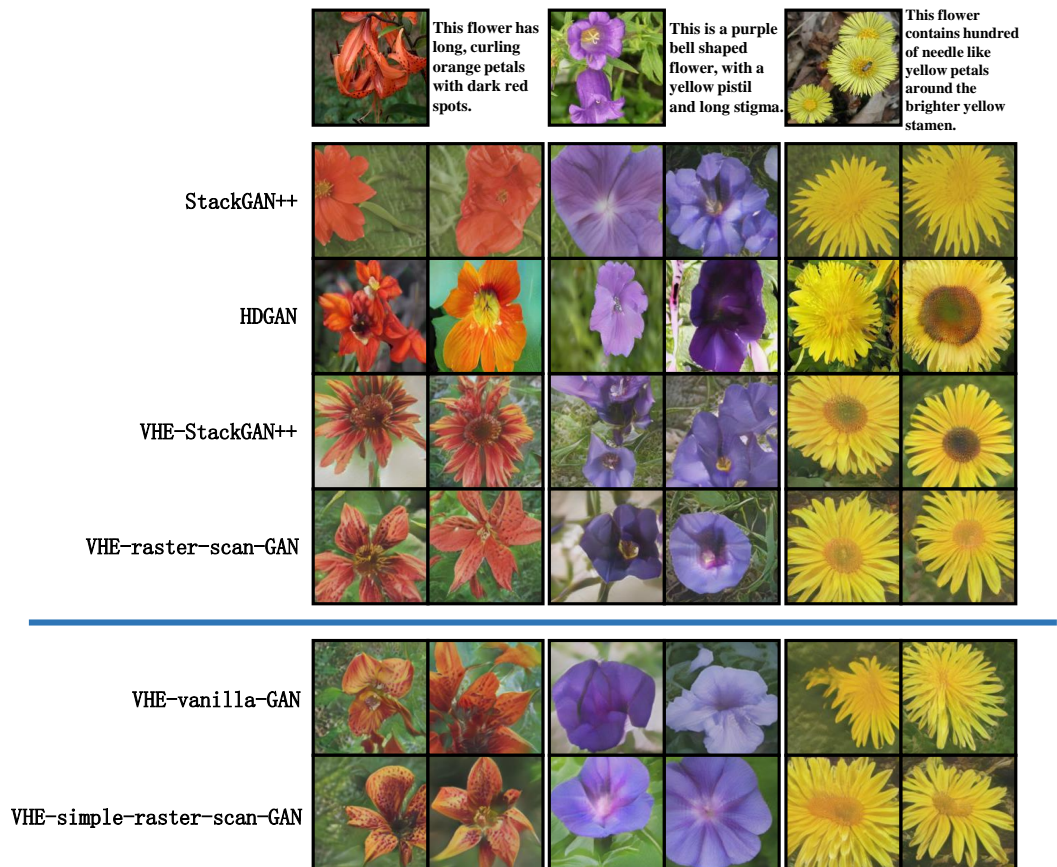 This flower has
long, curling
orange petals
with dark red
spots.
This is a purple
bell shaped
flower, with a
yellow pistil
and long stigma.
This flower
contains hundred
of needle like
yellow petals
around the
brighter yellow
stamen.
StackGAN++
HDGAN
VHE-StackGAN++
VHE-raster-scan-GAN
VHE-vanilla-GAN
VHE-simple-raster-scan-GAN